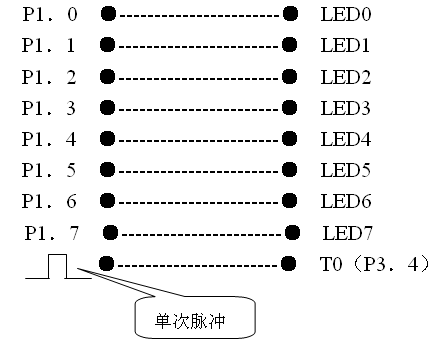 P1．0 LED0
P1．1 LED1
P1．2 LED2
P1．3 LED3
P1．4 LED4
P1．5 LED5
P1．6 LED6
P1．7 LED7
T0（P3．4）
单次脉冲